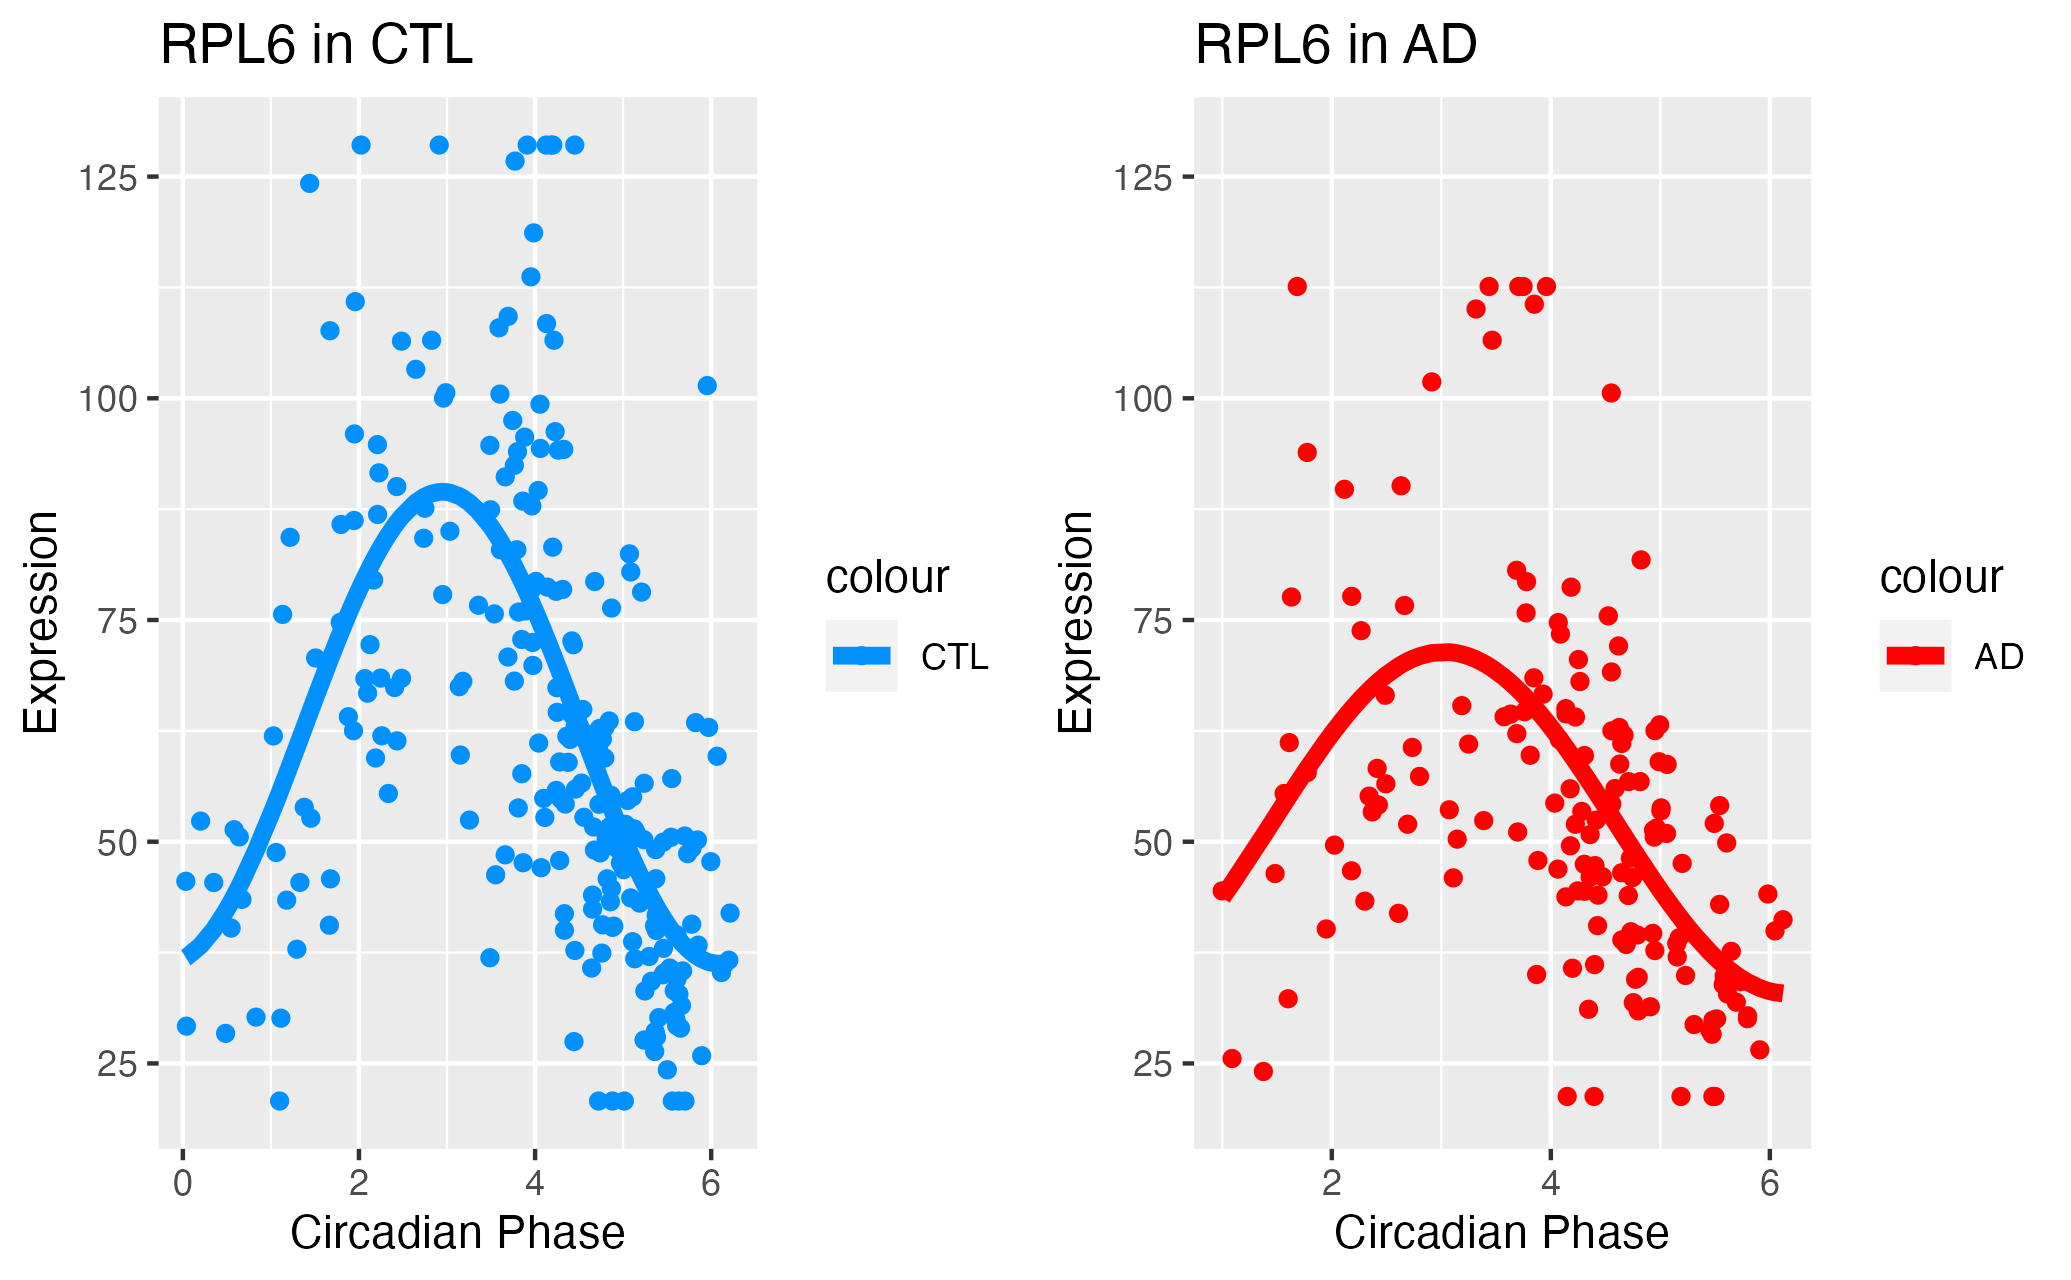 RPL6 in CTL
Expression
125
100
75
50
25
0 2 4 6
Circadian Phase
colour
CTL
RPL6 in AD
Expression
125
100
75
50
25
2 4 6
Circadian Phase
colour
AD